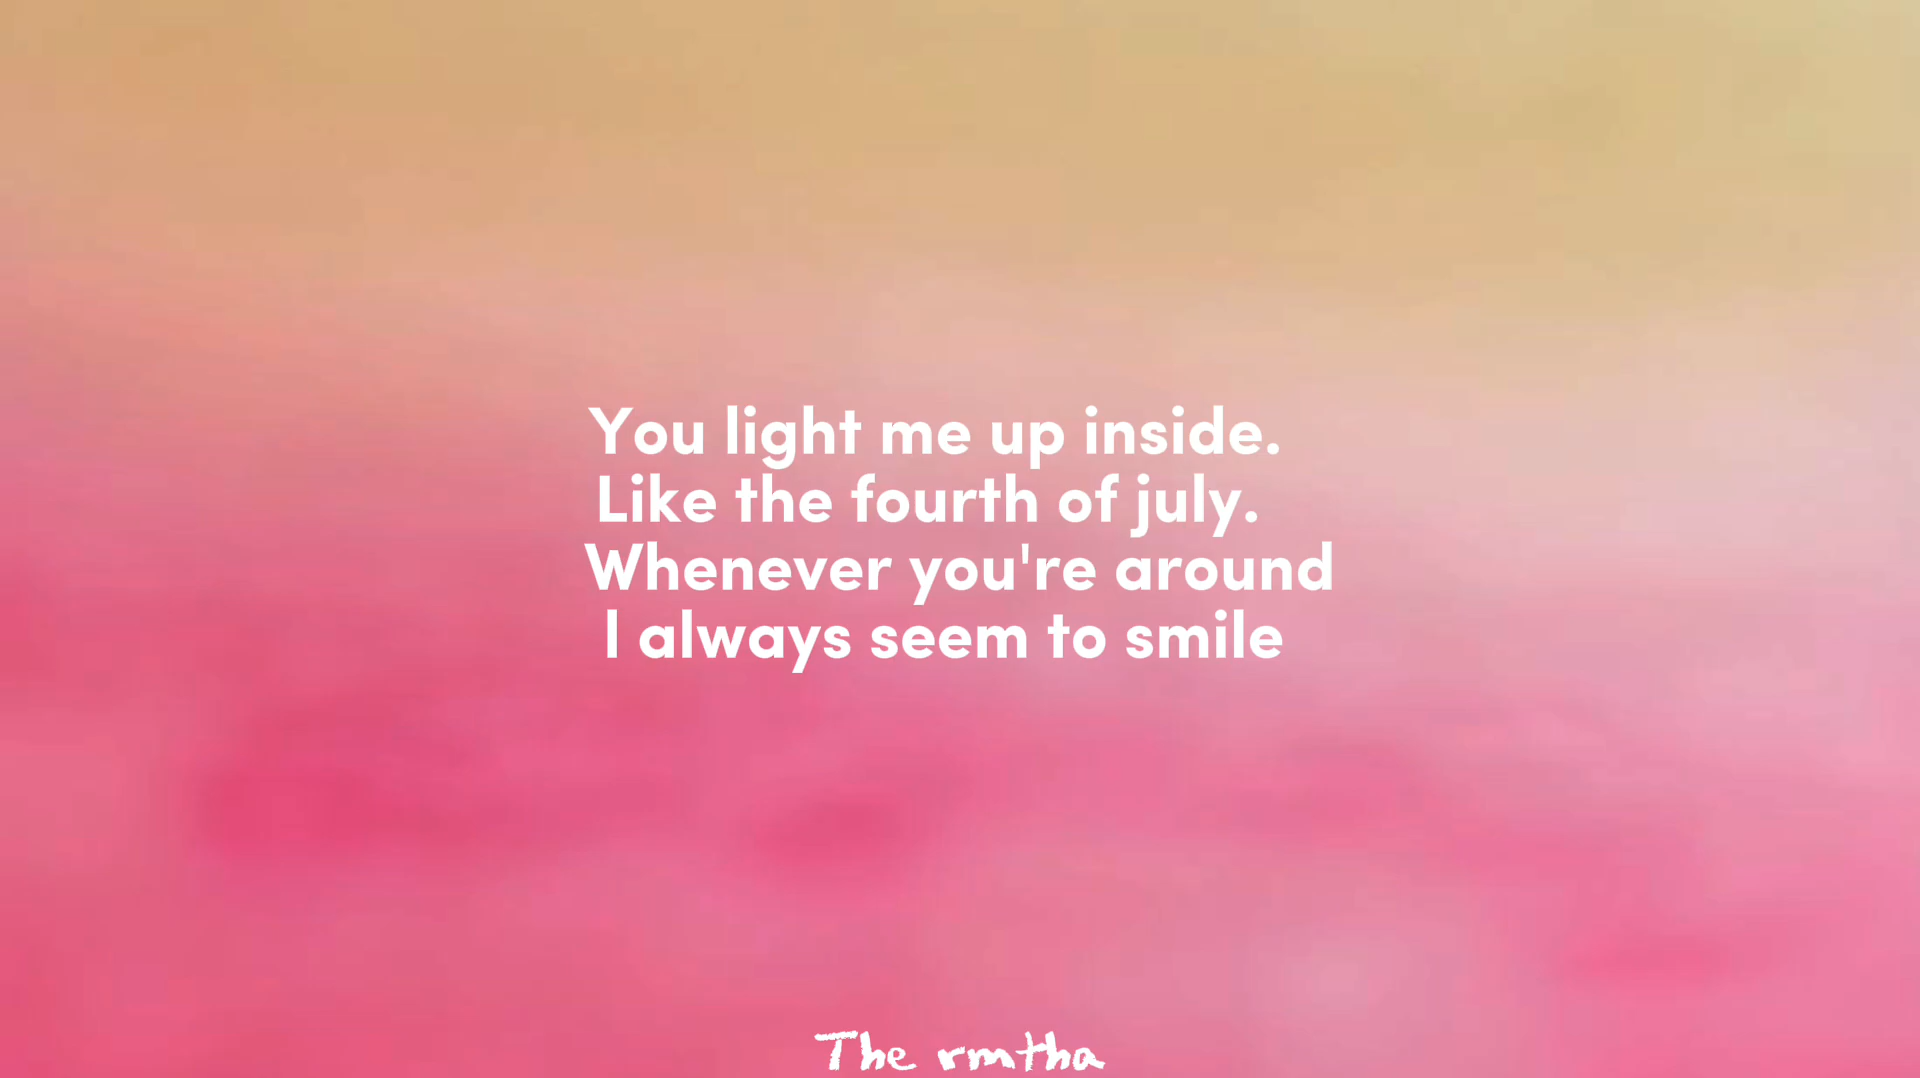 You light me up inside.
Like the fourth of july.
Whenever you're around
I always seem to smile
The rmtha